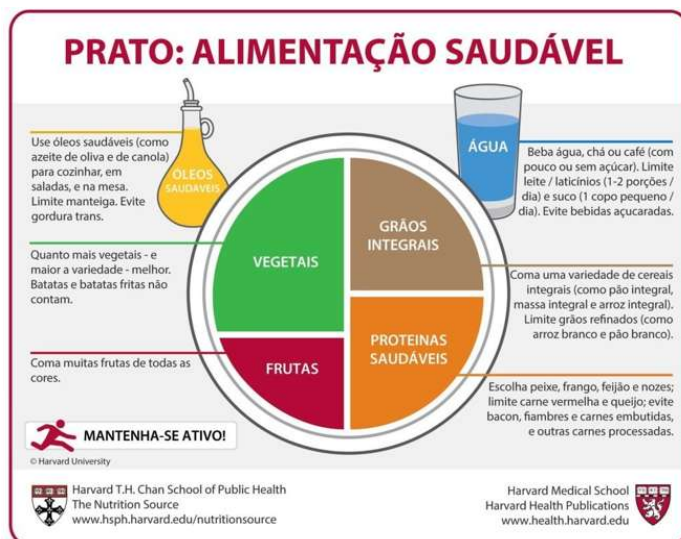 PRATO: ALIMENTAÇÃO SAUDÁVEL
Use óleos saudáveis (como
azeite de oliva e de canola)
para cozinhar, em
saladas, e na mesa.
Limite manteiga. Evite
gordura trans.
ÓLEOS
SAUDÁVEIS
ÁGUA
Beba água, chá ou café (com
pouco ou sem açúcar). Limite
leite / laticínios (1-2 porções /
dia) e suco (1 copo pequeno /
dia). Evite bebidas açucaradas.
Quanto mais vegetais - e
maior a variedade - melhor.
Batatas e batatas fritas não
contam.
VEGETAIS
GRÃOS
INTEGRAIS
Coma uma variedade de cereais
integrais (como pão integral,
massa integral e arroz integral).
Limite grãos refinados (como
arroz branco e pão branco).
Coma muitas frutas de todas as
cores.
FRUTAS
PROTEINAS
SAUDÁVEIS
Escolha peixe, frango, feijão e nozes;
limite carne vermelha e queijo; evite
bacon, fiambres e carnes embutidas,
e outras carnes processadas.
MANTENHA-SE ATIVO!
© Harvard University
Harvard T.H. Chan School of Public Health
The Nutrition Source
www.hsph.harvard.edu/nutritionsource
Harvard Medical School
Harvard Health Publications
www.health.harvard.edu